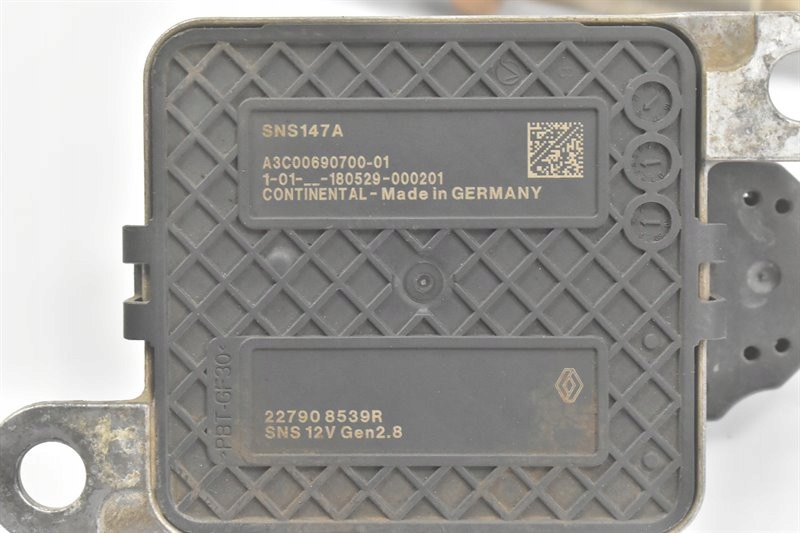 SNS147A
A3C00690700-01
1-01-__-180529-000201
CONTINENTAL - Made in GERMANY
>PBT-GF30<
22790 8539R
SNS 12V Gen2.8